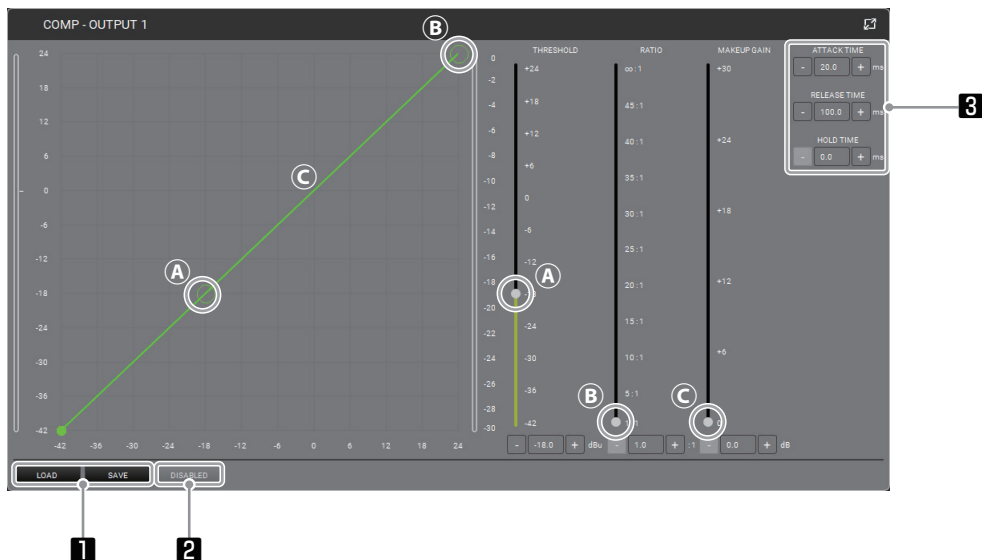 COMP - OUTPUT 1
B
24
18
12
6
0
-6
-12
-18
-24
-30
-36
-42
-42 -36 -30 -24 -18 -12 -6 0 6 12 18 24
A
C
0
-2
-4
-6
-8
-10
-12
-14
-16
-18
-20
-22
-24
-26
-28
-30
THRESHOLD
+24
+18
+12
+6
0
-6
-12
A
-24
-30
-36
-42
- -18.0 + dBu
RATIO
∞:1
45:1
40:1
35:1
30:1
25:1
20:1
15:1
10:1
5:1
B
- 1.0 + :1
MAKEUP GAIN
+30
+24
+18
+12
+6
C
0
- 0.0 + dB
ATTACK TIME
- 20.0 + ms
RELEASE TIME
- 100.0 + ms
HOLD TIME
- 0.0 + ms
3
LOAD SAVE DISABLED
1 2